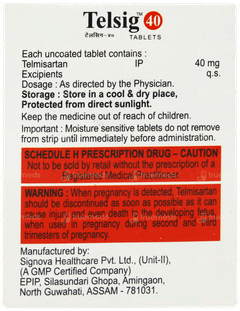 Telsig™ 40
टेलसिग-४० TABLETS
Each uncoated tablet contains :
Telmisartan IP 40 mg
Excipients q.s.
Dosage : As directed by the Physician.
Storage : Store in a cool & dry place,
Protected from direct sunlight.
Keep the medicine out of reach of children.
Important : Moisture sensitive tablets do not remove
from strip until immediately before administration.
SCHEDULE H PRESCRIPTION DRUG – CAUTION
Not to be sold by retail without the prescription of a
Registered Medical Practitioner.
WARNING : When pregnancy is detected, Telmisartan
should be discontinued as soon as possible as it can
cause injury and even death to the developing fetus,
when used in pregnancy during second and third
trimesters of pregnancy.
Manufactured by:
Signova Healthcare Pvt. Ltd., (Unit-II),
(A GMP Certified Company)
EPIP, Silasundari Ghopa, Amingaon,
North Guwahati, ASSAM - 781031.